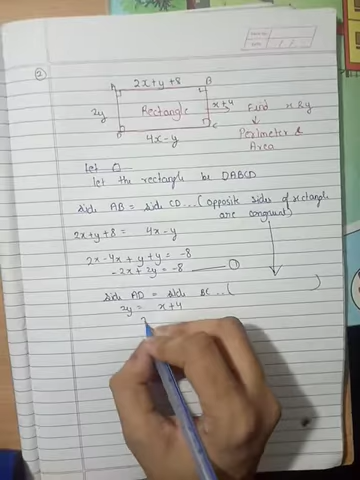 ②
2x+y+8
A B
2y Rectangle x+4 Find x & y
D C Perimeter &
4x-y Area
Let □
let the rectangle be □ABCD
side AB = side CD ... (opposite sides of rectangle
are congruent)
2x+y+8 = 4x-y
2x-4x+y+y = -8
-2x+2y = -8 ①
side AD = side BC ... ( )
2y = x+4